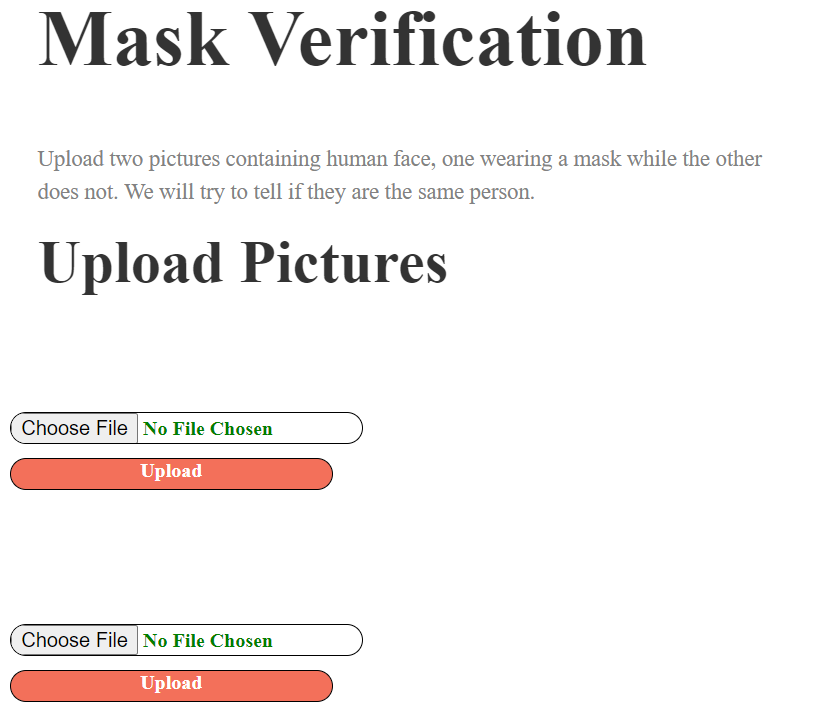 Mask Verification
Upload two pictures containing human face, one wearing a mask while the other
does not. We will try to tell if they are the same person.
Upload Pictures
Choose File No File Chosen
Upload
Choose File No File Chosen
Upload